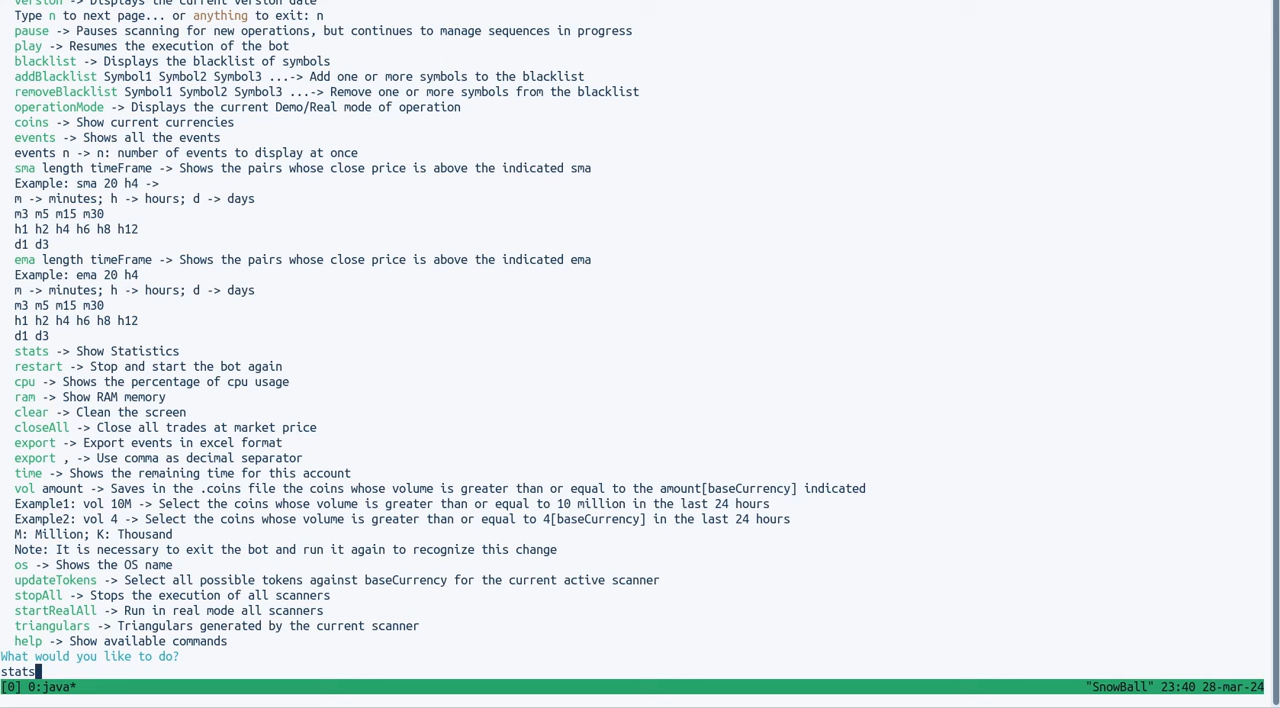 version -> Displays the current version date
Type n to next page... or anything to exit: n
pause -> Pauses scanning for new operations, but continues to manage sequences in progress
play -> Resumes the execution of the bot
blacklist -> Displays the blacklist of symbols
addBlacklist Symbol1 Symbol2 Symbol3 ...-> Add one or more symbols to the blacklist
removeBlacklist Symbol1 Symbol2 Symbol3 ...-> Remove one or more symbols from the blacklist
operationMode -> Displays the current Demo/Real mode of operation
coins -> Show current currencies
events -> Shows all the events
events n -> n: number of events to display at once
sma length timeFrame -> Shows the pairs whose close price is above the indicated sma
Example: sma 20 h4 ->
m -> minutes; h -> hours; d -> days
m3 m5 m15 m30
h1 h2 h4 h6 h8 h12
d1 d3
ema length timeFrame -> Shows the pairs whose close price is above the indicated ema
Example: ema 20 h4
m -> minutes; h -> hours; d -> days
m3 m5 m15 m30
h1 h2 h4 h6 h8 h12
d1 d3
stats -> Show Statistics
restart -> Stop and start the bot again
cpu -> Shows the percentage of cpu usage
ram -> Show RAM memory
clear -> Clean the screen
closeAll -> Close all trades at market price
export -> Export events in excel format
export , -> Use comma as decimal separator
time -> Shows the remaining time for this account
vol amount -> Saves in the .coins file the coins whose volume is greater than or equal to the amount[baseCurrency] indicated
Example1: vol 10M -> Select the coins whose volume is greater than or equal to 10 million in the last 24 hours
Example2: vol 4 -> Select the coins whose volume is greater than or equal to 4[baseCurrency] in the last 24 hours
M: Million; K: Thousand
Note: It is necessary to exit the bot and run it again to recognize this change
os -> Shows the OS name
updateTokens -> Select all possible tokens against baseCurrency for the current active scanner
stopAll -> Stops the execution of all scanners
startRealAll -> Run in real mode all scanners
triangulars -> Triangulars generated by the current scanner
help -> Show available commands
What would you like to do?
stats
[0] 0:java* "SnowBall" 23:40 28-mar-24